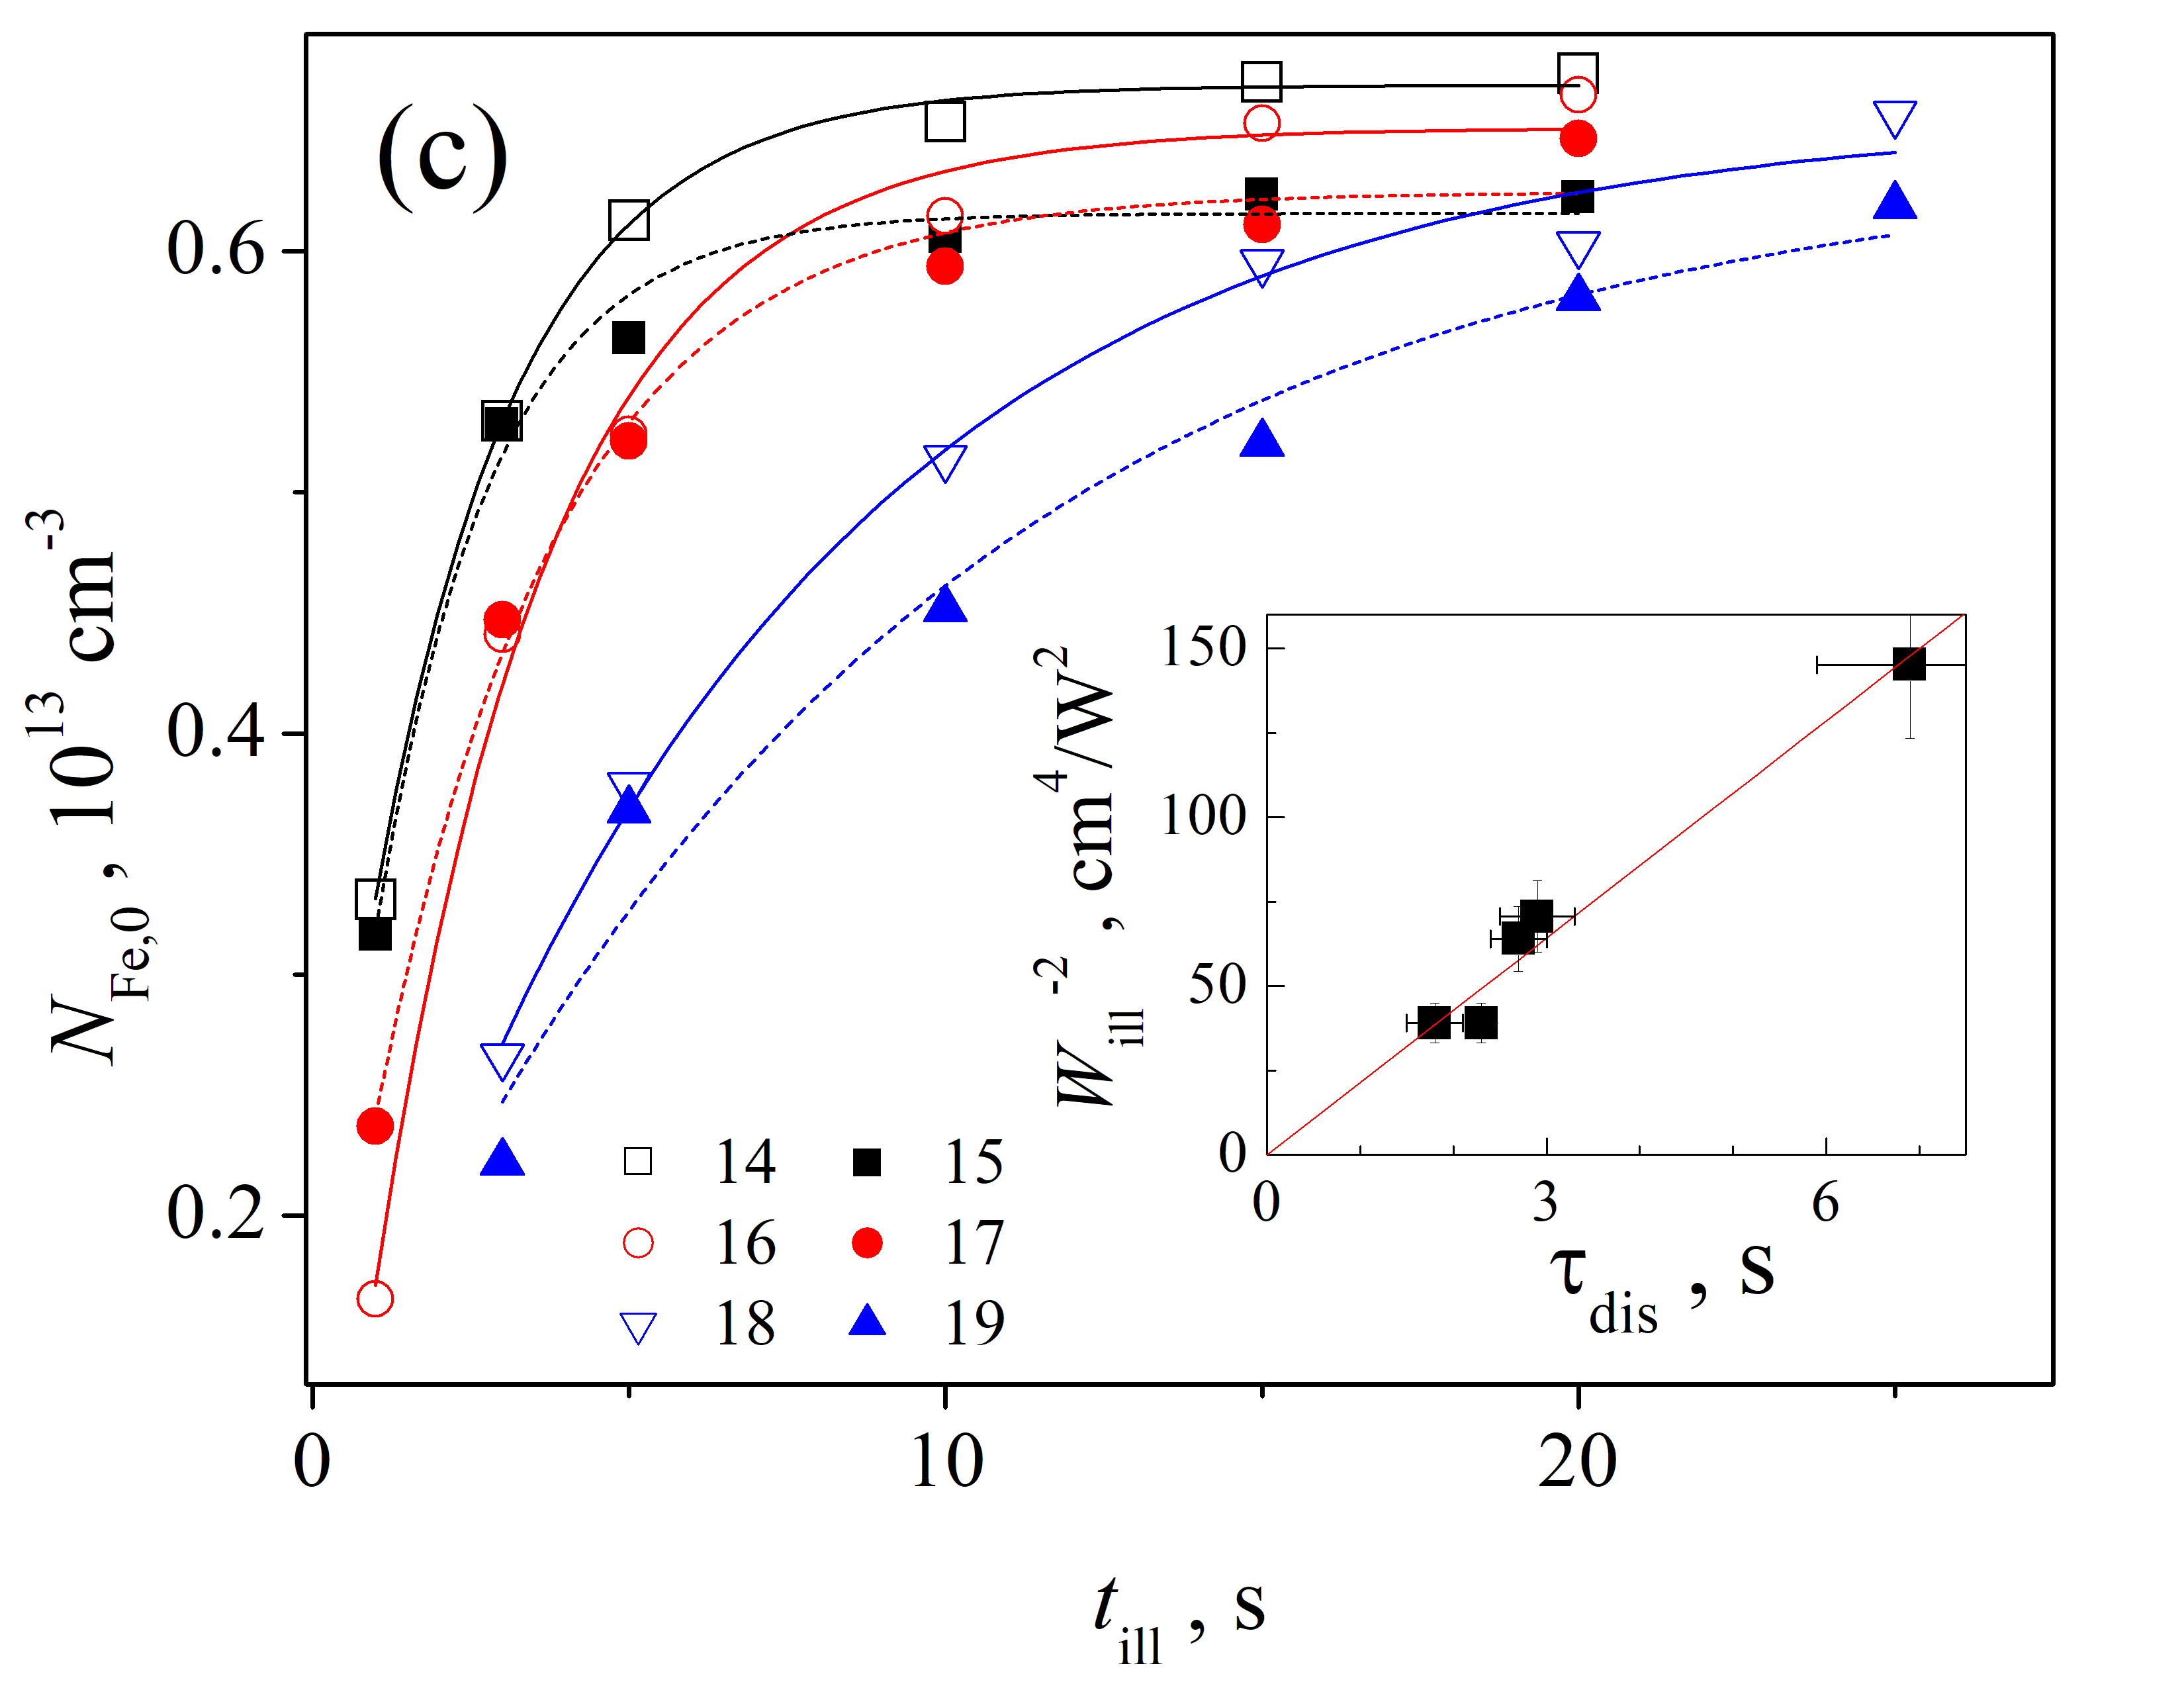 (c)
0.6
0.4
0.2
N_Fe,0 , 10^13 cm^-3
0 10 20
t_ill , s
14 15
16 17
18 19
150
100
50
0
W_ill^-2 , cm^4/W^2
0 3 6
τ_dis , s